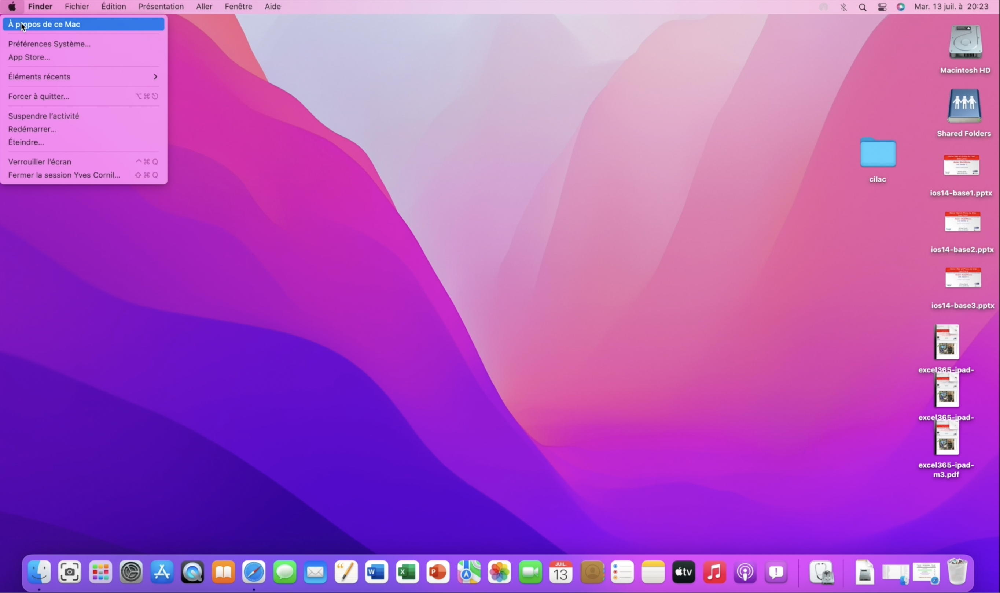 Finder Fichier Édition Présentation Aller Fenêtre Aide
Mar. 13 juil. à 20:23
À propos de ce Mac
Préférences Système...
App Store...
Éléments récents
Forcer à quitter... ⌥⌘⎋
Suspendre l'activité
Redémarrer...
Éteindre...
Verrouiller l'écran ^⌘Q
Fermer la session Yves Cornil... ⇧⌘Q
Macintosh HD
Shared Folders
cilac
ios14-base1.pptx
ios14-base2.pptx
ios14-base3.pptx
excel365-ipad-
excel365-ipad-
excel365-ipad-
m3.pdf
W
X
P
JUIL.
13
tv